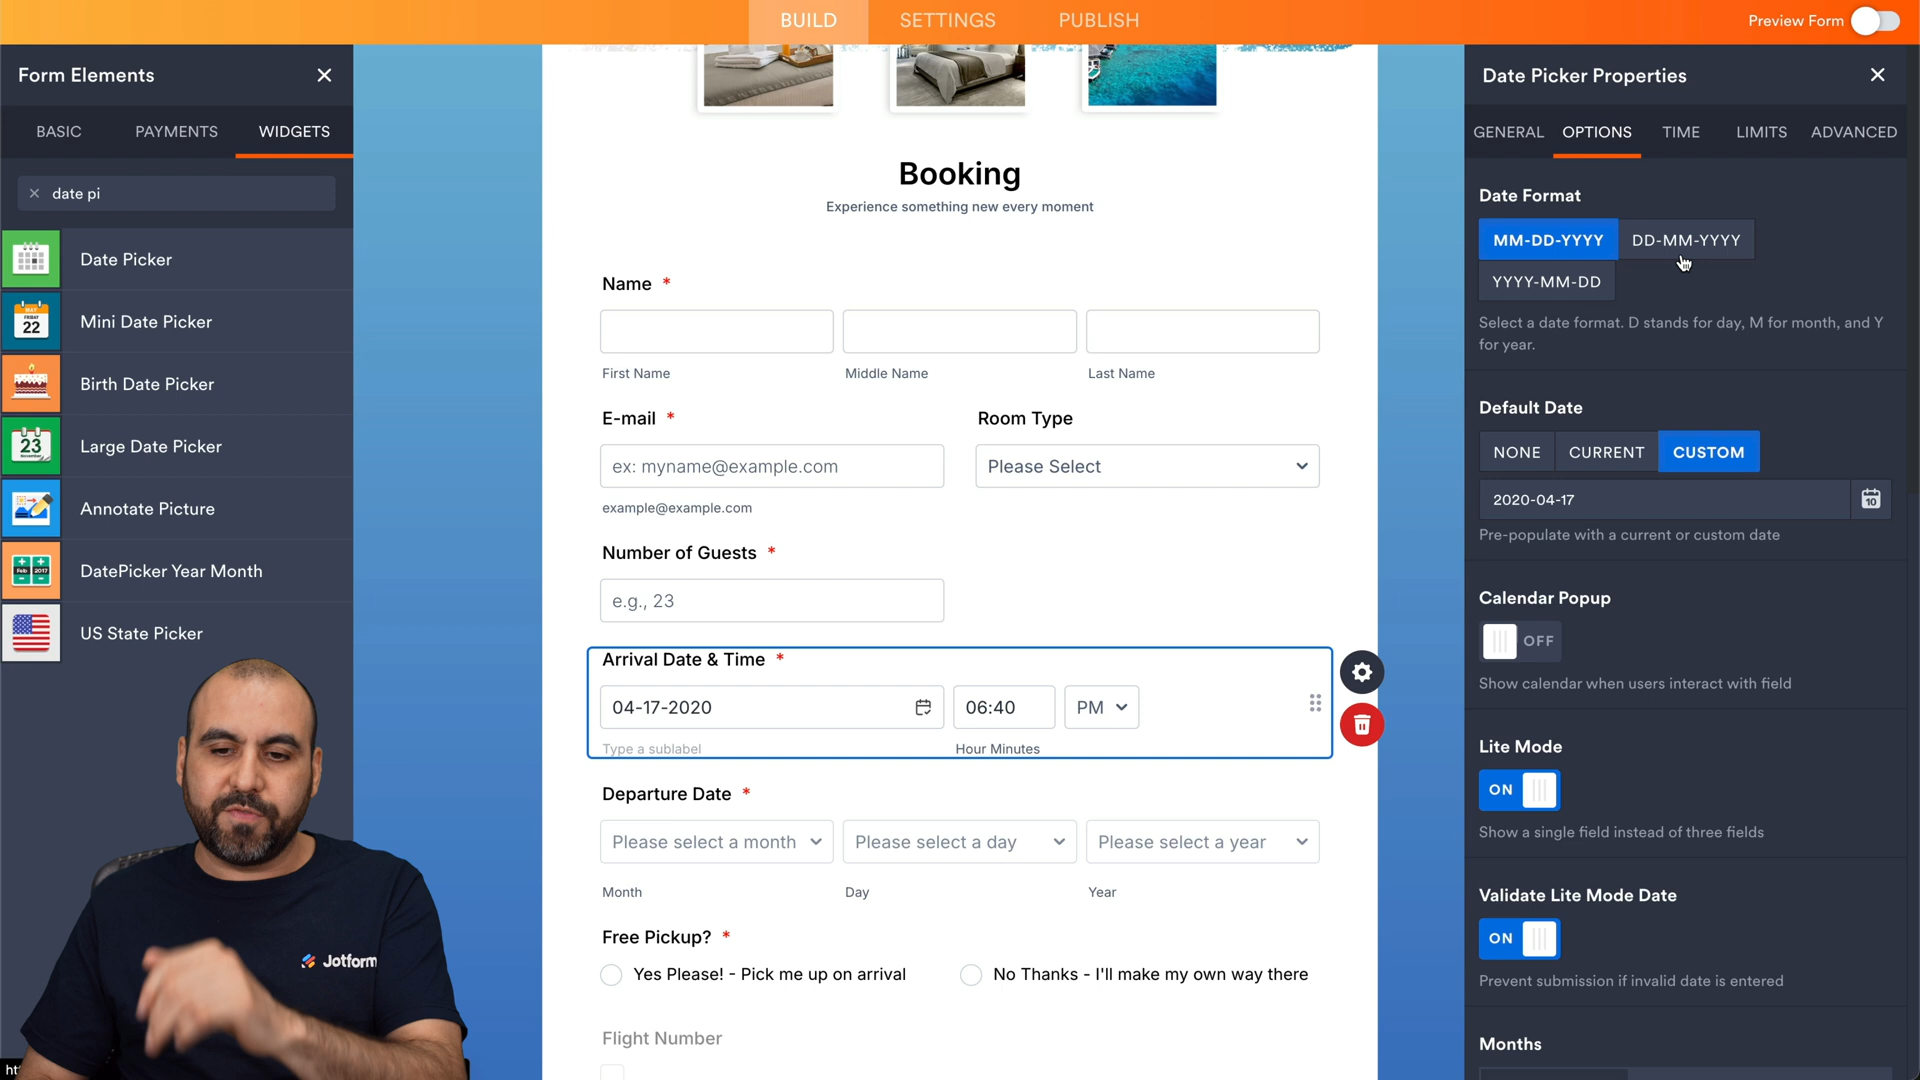 BUILD SETTINGS PUBLISH Preview Form
Form Elements
BASIC PAYMENTS WIDGETS
date pi
Date Picker
MAY
FRIDAY
22
Mini Date Picker
Birth Date Picker
23
Large Date Picker
Annotate Picture
Feb 2017
DatePicker Year Month
US State Picker
Jotform
Booking
Experience something new every moment
Name *
First Name Middle Name Last Name
E-mail * Room Type
ex: myname@example.com Please Select
example@example.com
Number of Guests *
e.g., 23
Arrival Date & Time *
04-17-2020 06:40 PM
Type a sublabel Hour Minutes
Departure Date *
Please select a month Please select a day Please select a year
Month Day Year
Free Pickup? *
Yes Please! - Pick me up on arrival No Thanks - I'll make my own way there
Flight Number
Date Picker Properties
GENERAL OPTIONS TIME LIMITS ADVANCED
Date Format
MM-DD-YYYY DD-MM-YYYY
YYYY-MM-DD
Select a date format. D stands for day, M for month, and Y
for year.
Default Date
NONE CURRENT CUSTOM
2020-04-17
10
Pre-populate with a current or custom date
Calendar Popup
OFF
Show calendar when users interact with field
Lite Mode
ON
Show a single field instead of three fields
Validate Lite Mode Date
ON
Prevent submission if invalid date is entered
Months